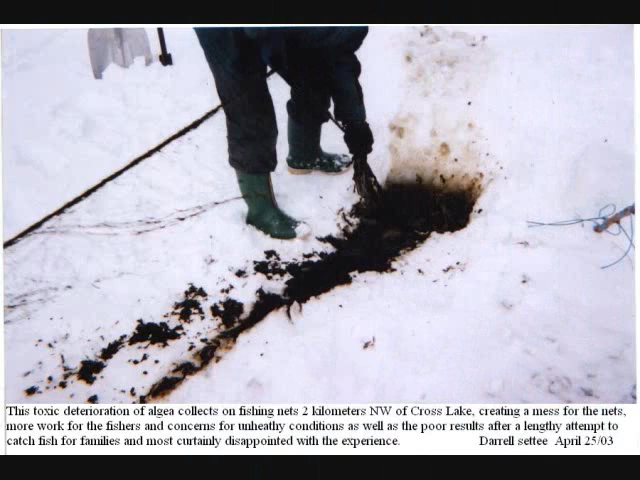 This toxic deterioration of algea collects on fishing nets 2 kilometers NW of Cross Lake, creating a mess for the nets,
more work for the fishers and concerns for unheathy conditions as well as the poor results after a lengthy attempt to
catch fish for families and most curtainly disappointed with the experience. Darrell settee April 25/03